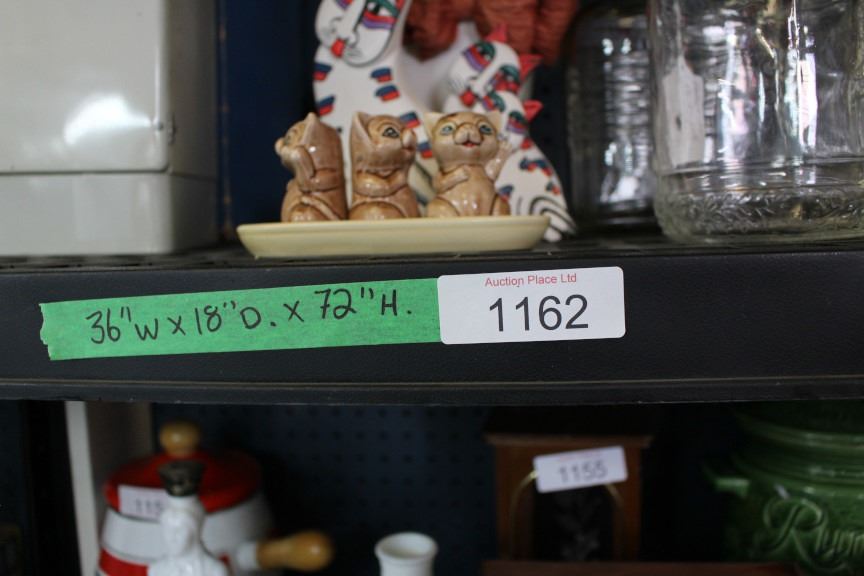 36"W x 18"D. x 72"H.
Auction Place Ltd
1162
1155